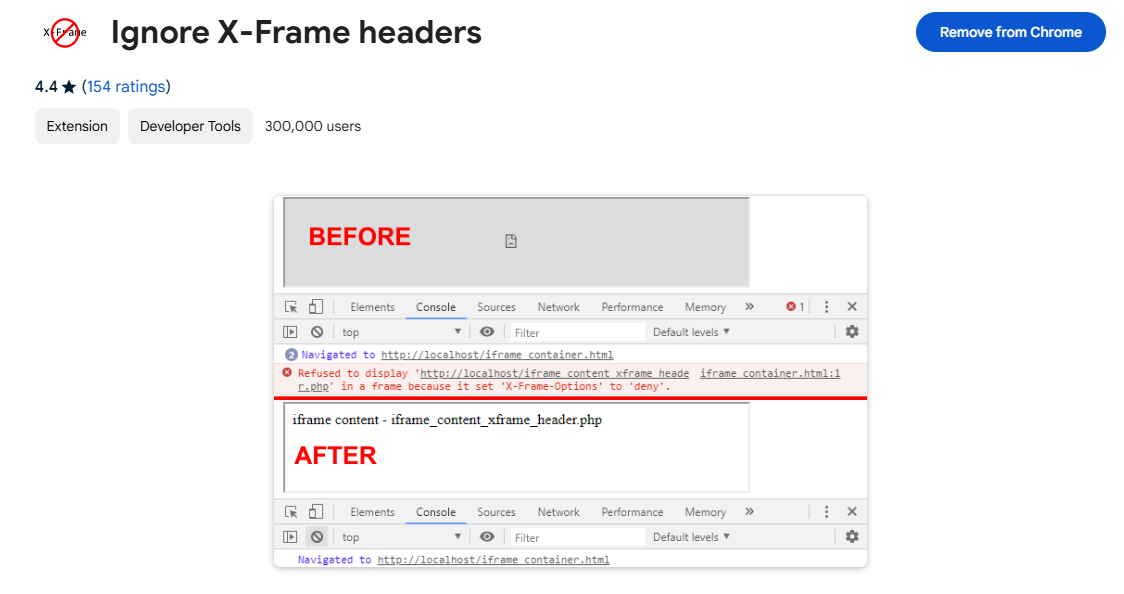 X-Frame
Ignore X-Frame headers
Remove from Chrome
4.4 ★ (154 ratings)
Extension
Developer Tools
300,000 users
BEFORE
Elements Console Sources Network Performance Memory » 1
top ▼ Filter Default levels ▼
2 Navigated to http://localhost/iframe_container.html
Refused to display 'http://localhost/iframe_content_xframe_heade iframe_container.html:1
r.php' in a frame because it set 'X-Frame-Options' to 'deny'.
iframe content - iframe_content_xframe_header.php
AFTER
Elements Console Sources Network Performance Memory »
top ▼ Filter Default levels ▼
Navigated to http://localhost/iframe_container.html